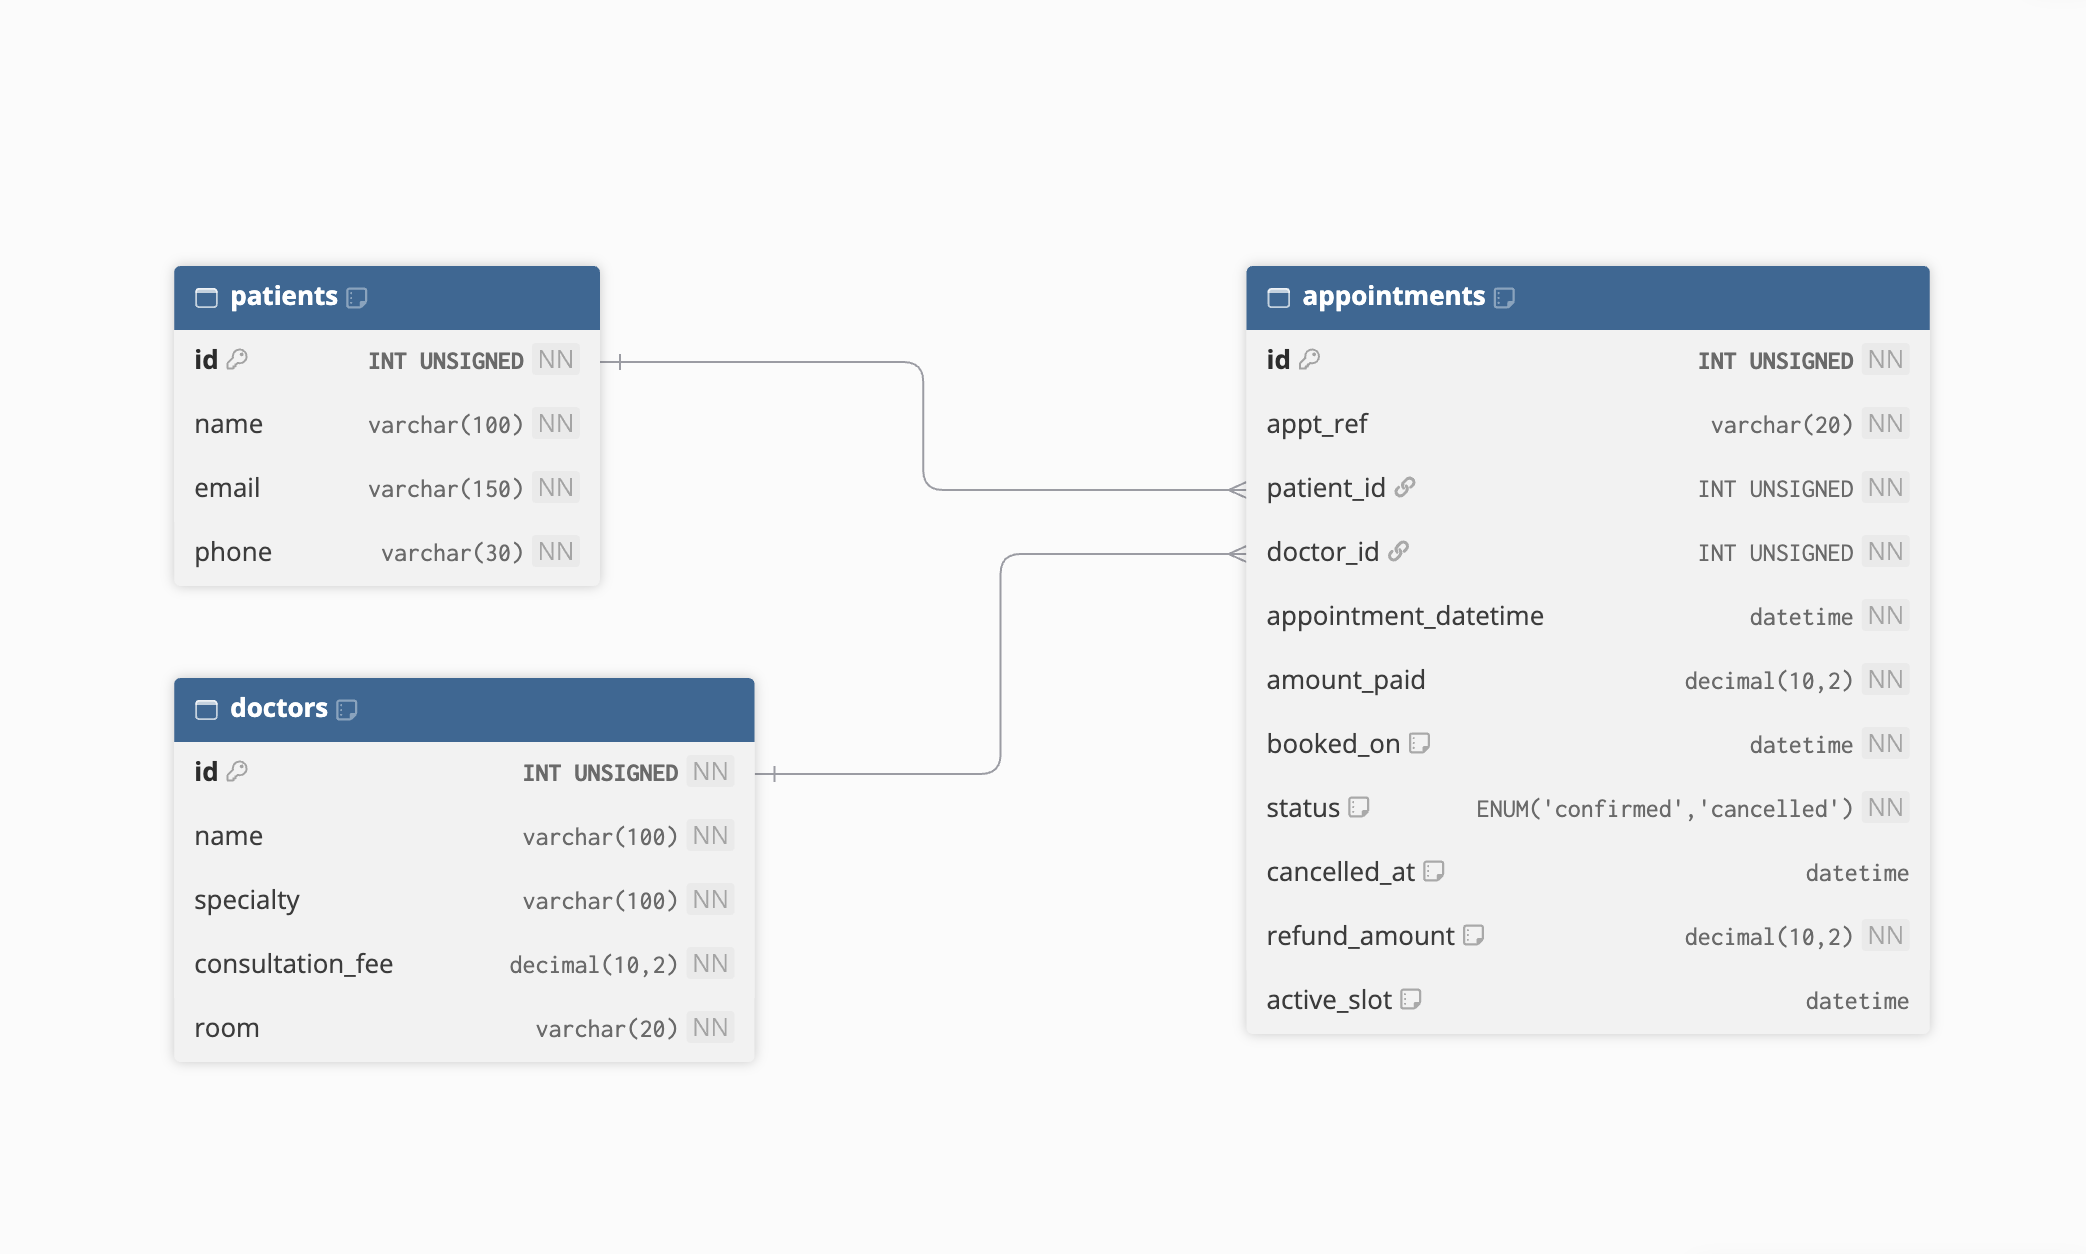 patients
id INT UNSIGNED NN
name varchar(100) NN
email varchar(150) NN
phone varchar(30) NN
doctors
id INT UNSIGNED NN
name varchar(100) NN
specialty varchar(100) NN
consultation_fee decimal(10,2) NN
room varchar(20) NN
appointments
id INT UNSIGNED NN
appt_ref varchar(20) NN
patient_id INT UNSIGNED NN
doctor_id INT UNSIGNED NN
appointment_datetime datetime NN
amount_paid decimal(10,2) NN
booked_on datetime NN
status ENUM('confirmed','cancelled') NN
cancelled_at datetime
refund_amount decimal(10,2) NN
active_slot datetime